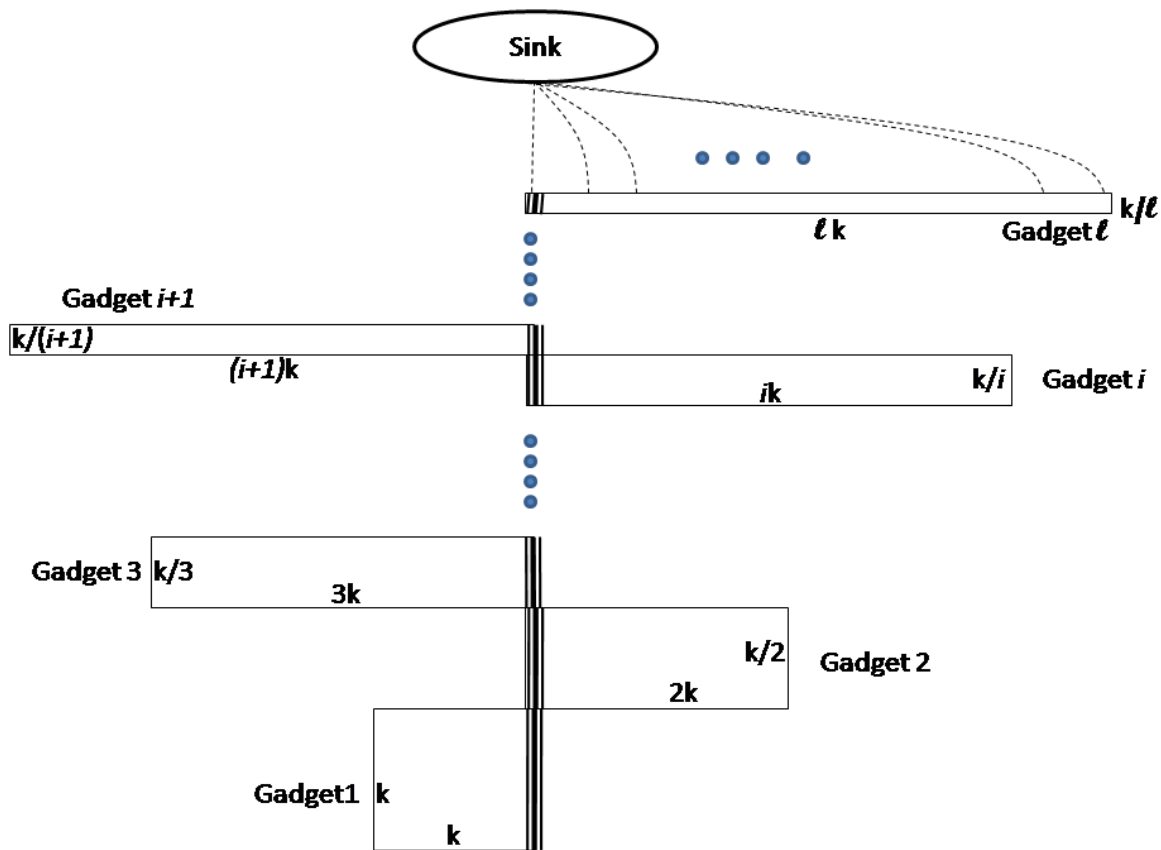 Sink
k/ℓ
ℓ k
Gadget ℓ
Gadget i+1
k/(i+1)
(i+1)k
k/i
Gadget i
ik
Gadget 3
k/3
3k
k/2
Gadget 2
2k
Gadget1
k
k